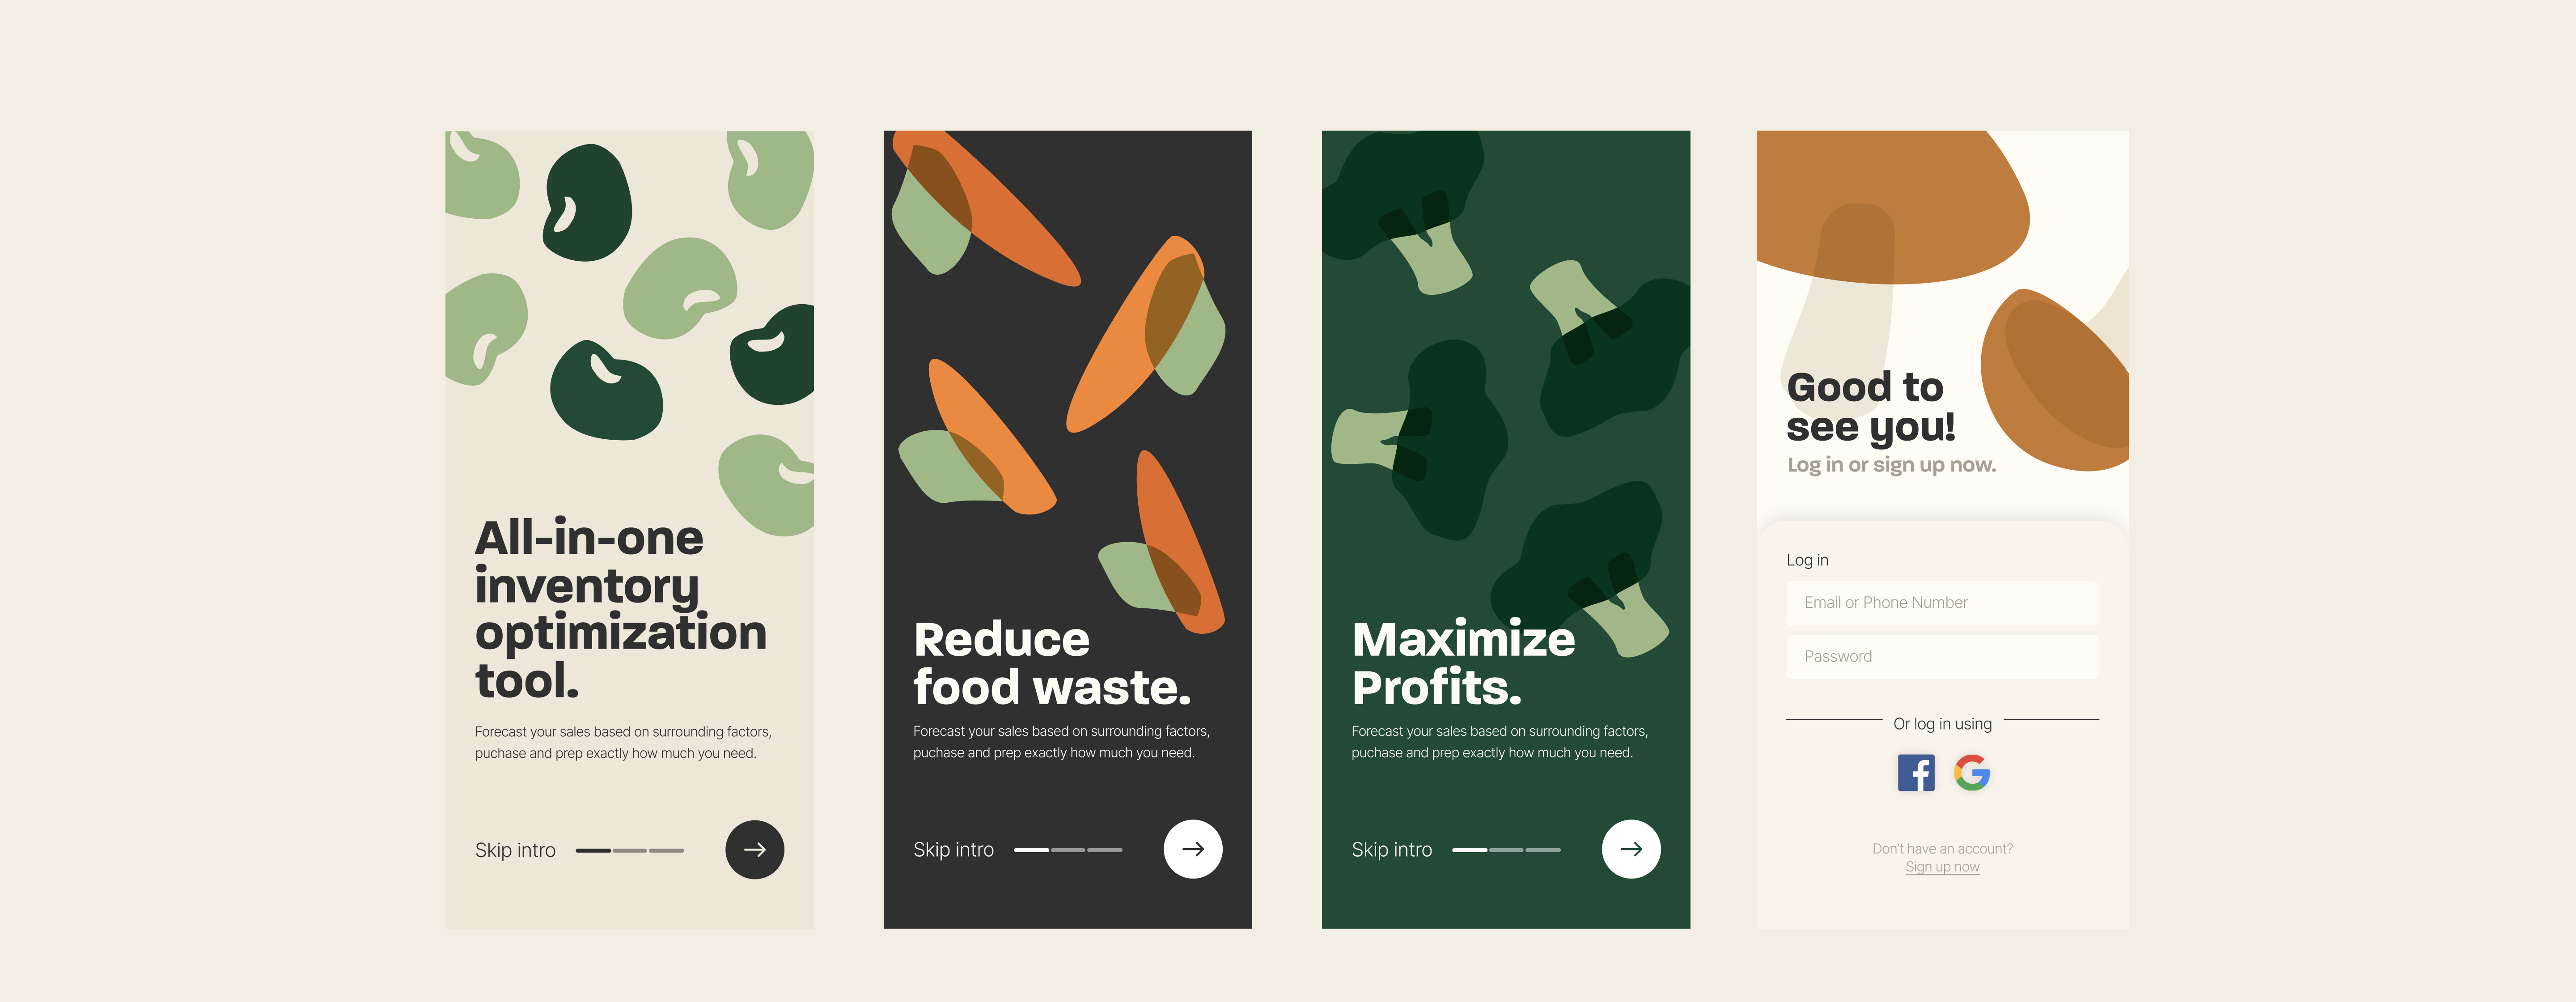 All-in-one
inventory
optimization
tool.
Forecast your sales based on surrounding factors,
puchase and prep exactly how much you need.
Skip intro
Reduce
food waste.
Forecast your sales based on surrounding factors,
puchase and prep exactly how much you need.
Skip intro
Maximize
Profits.
Forecast your sales based on surrounding factors,
puchase and prep exactly how much you need.
Skip intro
Good to
see you!
Log in or sign up now.
Log in
Email or Phone Number
Password
Or log in using
Don't have an account?
Sign up now